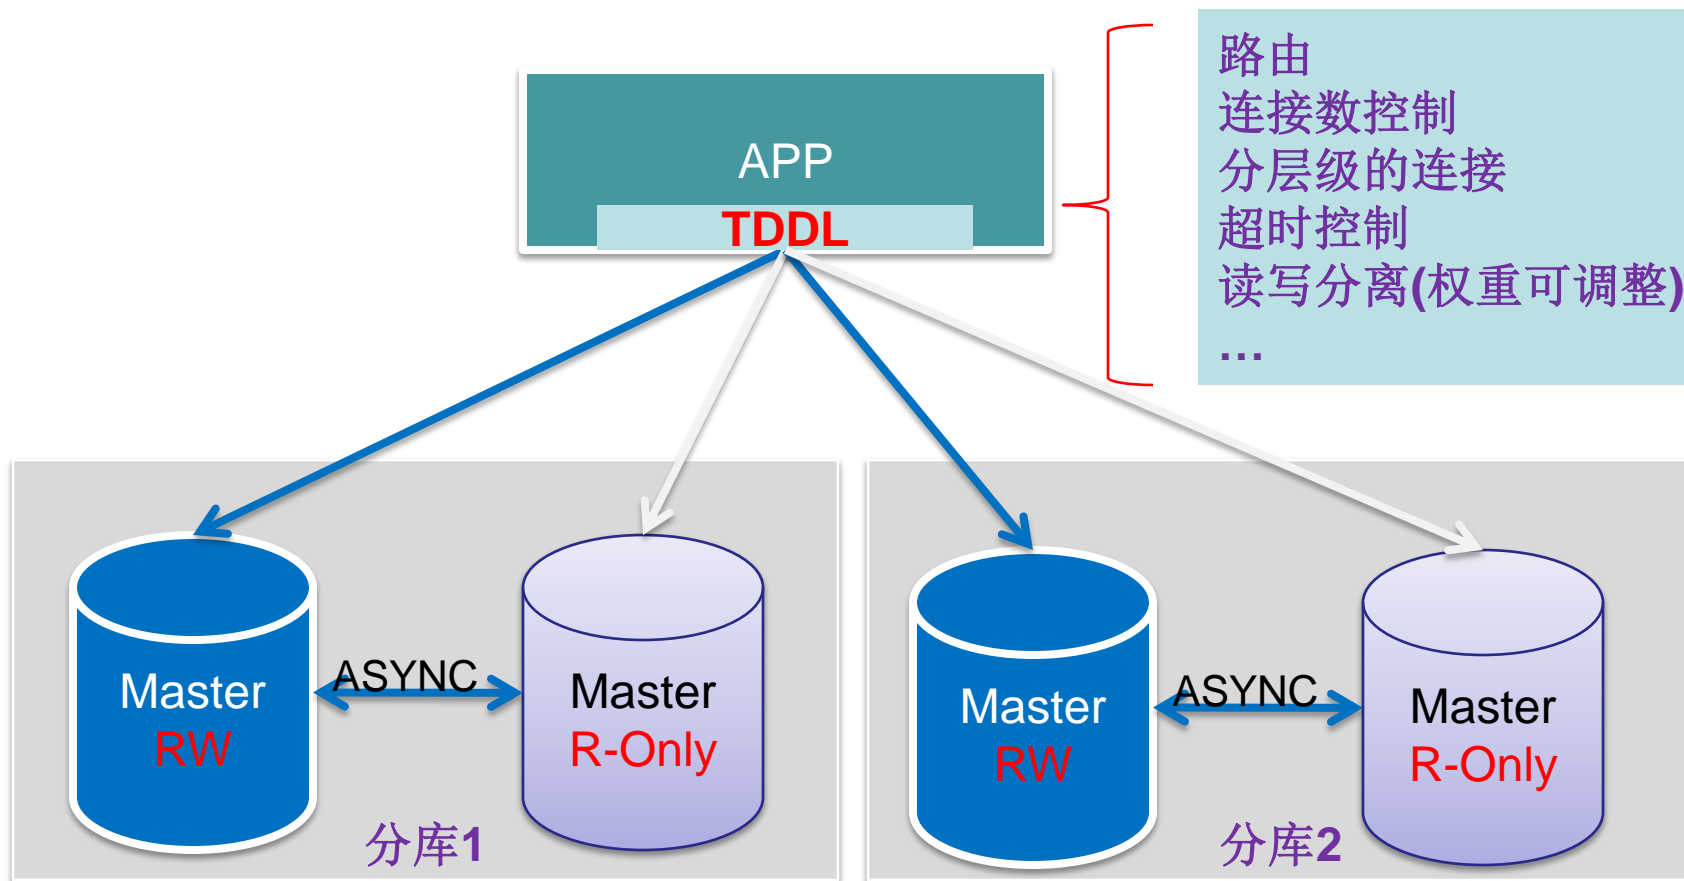 路由
连接数控制
分层级的连接
超时控制
读写分离(权重可调整)
…
APP
TDDL
Master
RW
ASYNC
Master
R-Only
分库1
Master
RW
ASYNC
Master
R-Only
分库2